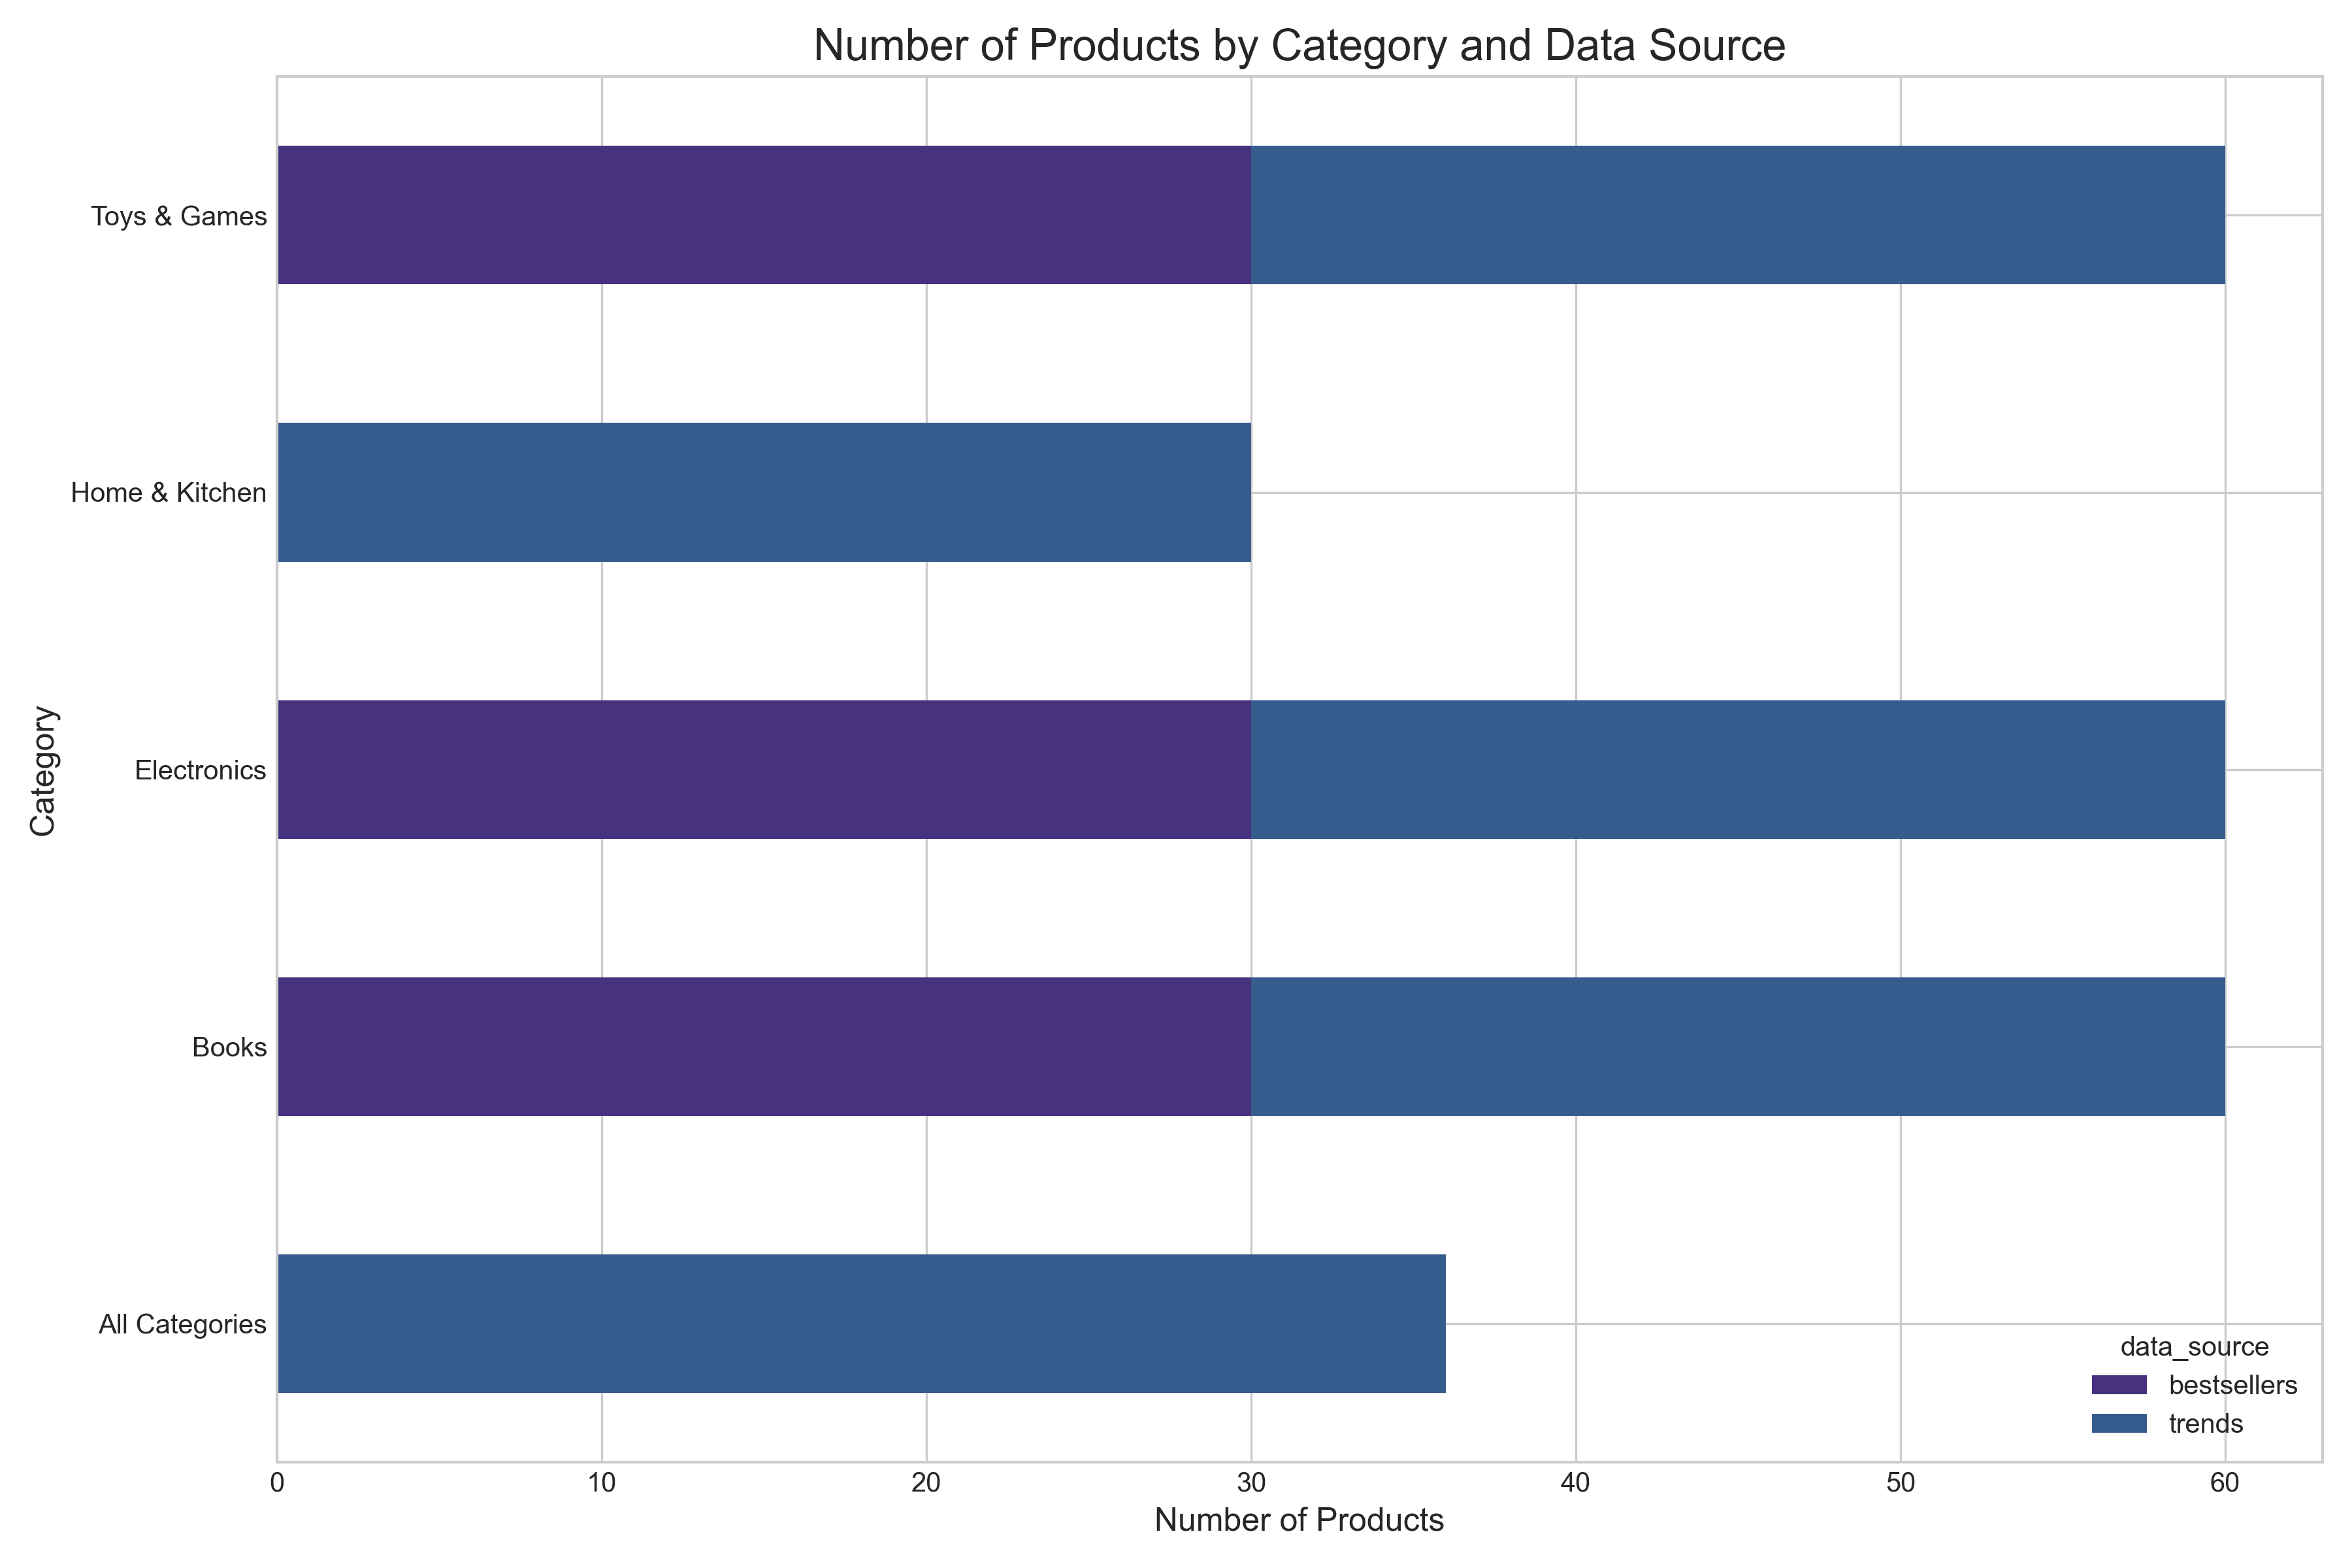 Number of Products by Category and Data Source
Toys & Games
Home & Kitchen
Electronics
Books
All Categories
Category
data_source
bestsellers
trends
0 10 20 30 40 50 60
Number of Products